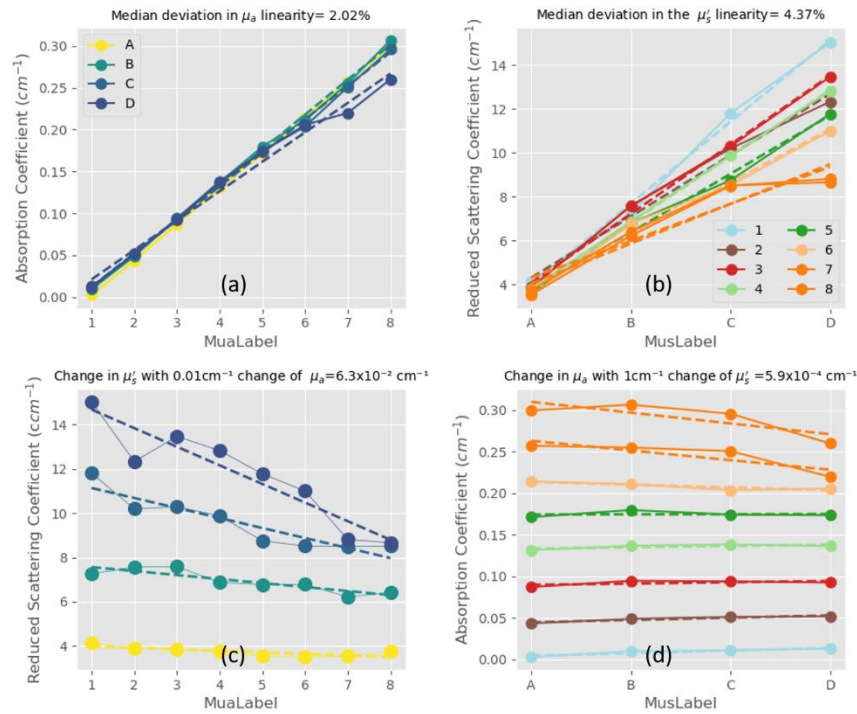 Median deviation in μₐ linearity= 2.02%
Absorption Coefficient (cm⁻¹)
0.30
0.25
0.20
0.15
0.10
0.05
0.00
A
B
C
D
(a)
1 2 3 4 5 6 7 8
MuaLabel
Median deviation in the μ′ₛ linearity= 4.37%
Reduced Scattering Coefficient (cm⁻¹)
14
12
10
8
6
4
1 5
2 6
3 7
4 8
(b)
A B C D
MusLabel
Change in μ′ₛ with 0.01cm⁻¹ change of μₐ=6.3x10⁻² cm⁻¹
Reduced Scattering Coefficient (ccm⁻¹)
14
12
10
8
6
4
(c)
1 2 3 4 5 6 7 8
MuaLabel
Change in μₐ with 1cm⁻¹ change of μ′ₛ =5.9x10⁻⁴ cm⁻¹
Absorption Coefficient (cm⁻¹)
0.30
0.25
0.20
0.15
0.10
0.05
0.00
(d)
A B C D
MusLabel